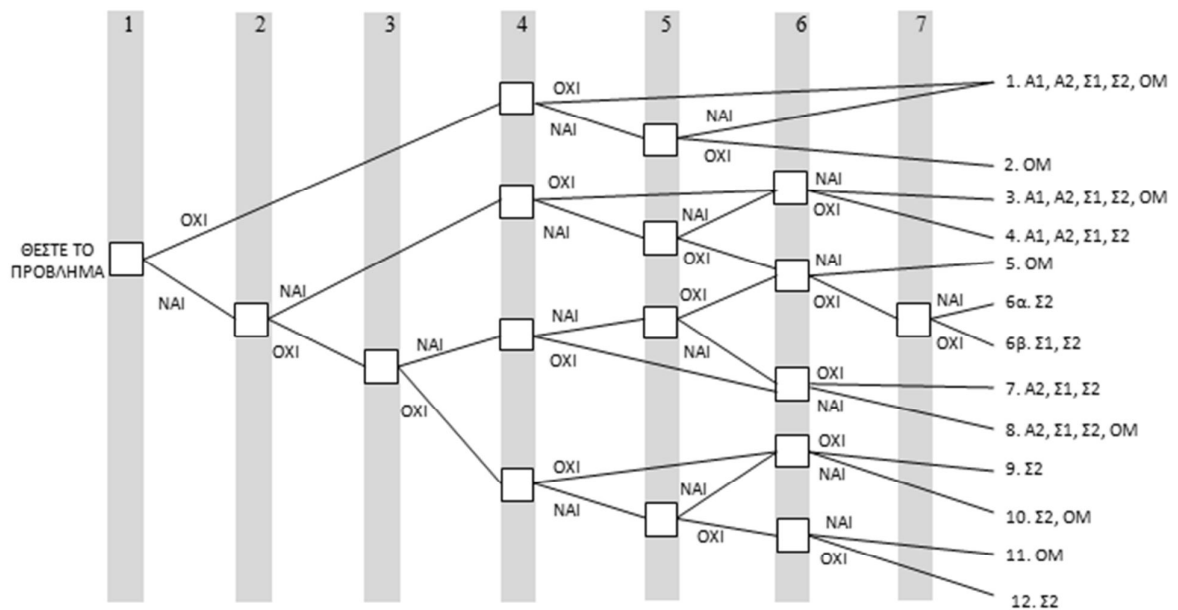 1 2 3 4 5 6 7
ΟΧΙ
1. Α1, Α2, Σ1, Σ2, ΟΜ
ΝΑΙ
ΝΑΙ
ΟΧΙ
2. ΟΜ
ΟΧΙ
ΝΑΙ
3. Α1, Α2, Σ1, Σ2, ΟΜ
ΟΧΙ
ΝΑΙ
ΟΧΙ
ΝΑΙ
4. Α1, Α2, Σ1, Σ2
ΘΕΣΤΕ ΤΟ
ΠΡΟΒΛΗΜΑ
ΟΧΙ
ΝΑΙ
5. ΟΜ
ΝΑΙ
ΝΑΙ
ΟΧΙ
ΟΧΙ
ΝΑΙ
6α. Σ2
ΝΑΙ
ΟΧΙ
6β. Σ1, Σ2
ΟΧΙ
ΝΑΙ
ΟΧΙ
ΝΑΙ
ΟΧΙ
7. Α2, Σ1, Σ2
ΝΑΙ
8. Α2, Σ1, Σ2, ΟΜ
ΟΧΙ
ΟΧΙ
ΟΧΙ
9. Σ2
ΝΑΙ
ΝΑΙ
ΝΑΙ
10. Σ2, ΟΜ
ΟΧΙ
ΝΑΙ
11. ΟΜ
ΟΧΙ
12. Σ2